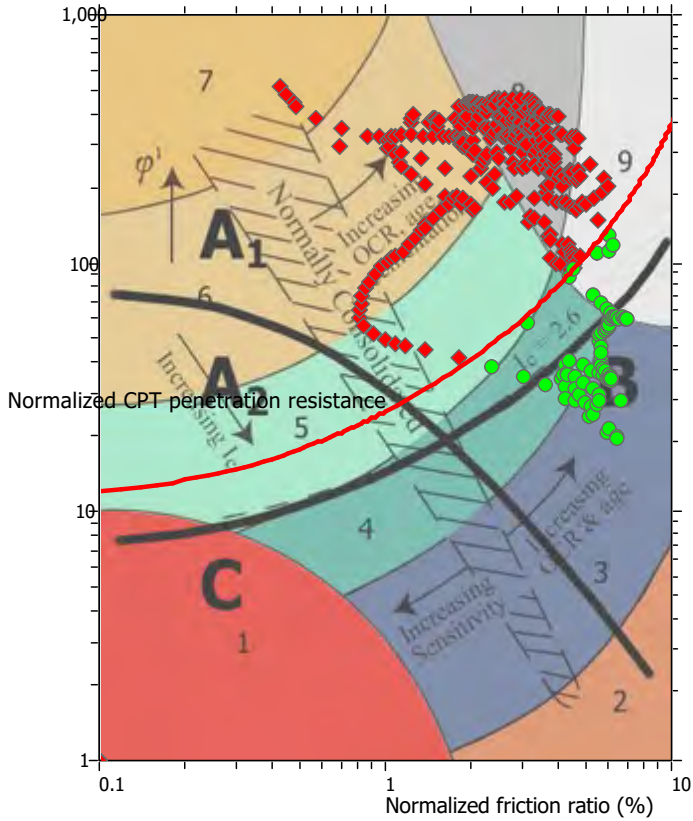 1,000
7
8
9
φ'
Increasing
OCR, age
Normally Consolidated
A1
100
6
Ic = 2.6
A2
B
Normalized CPT penetration resistance
Increasing Ic
5
10
4
Increasing
OCR & age
C
3
Increasing
Sensitivity
1
2
1
0.1
1
10
Normalized friction ratio (%)